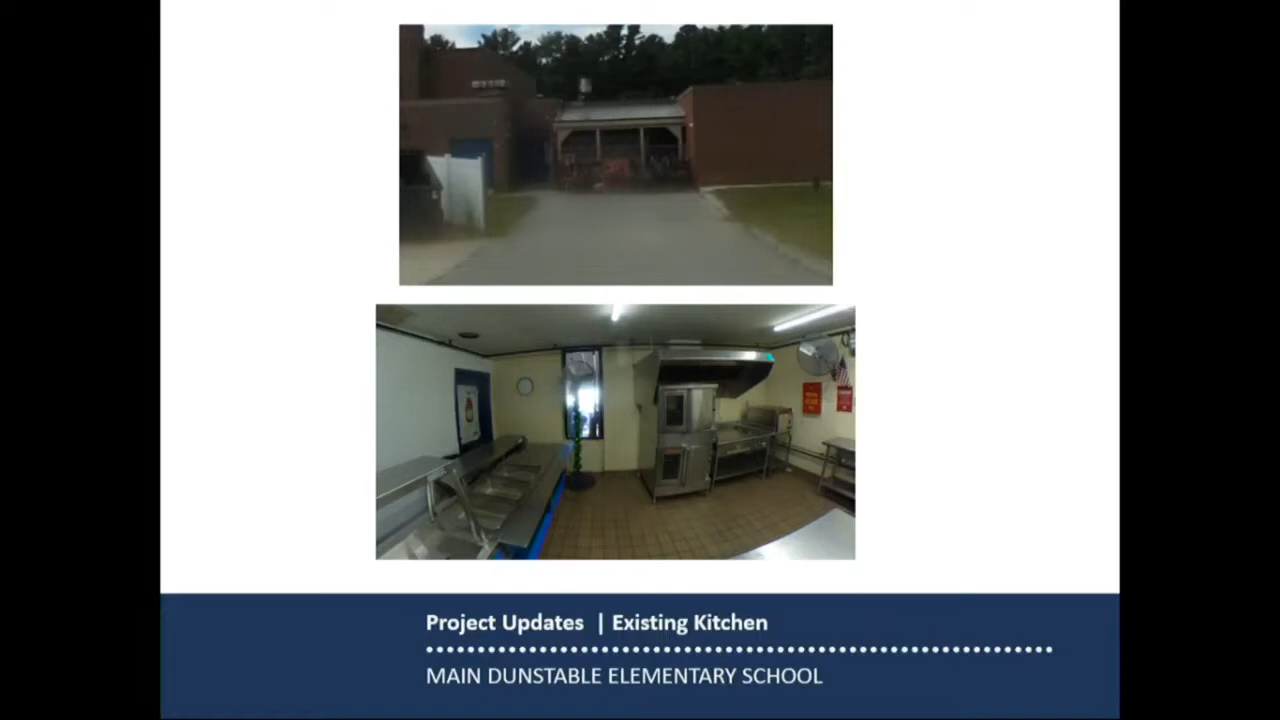 Project Updates | Existing Kitchen
MAIN DUNSTABLE ELEMENTARY SCHOOL